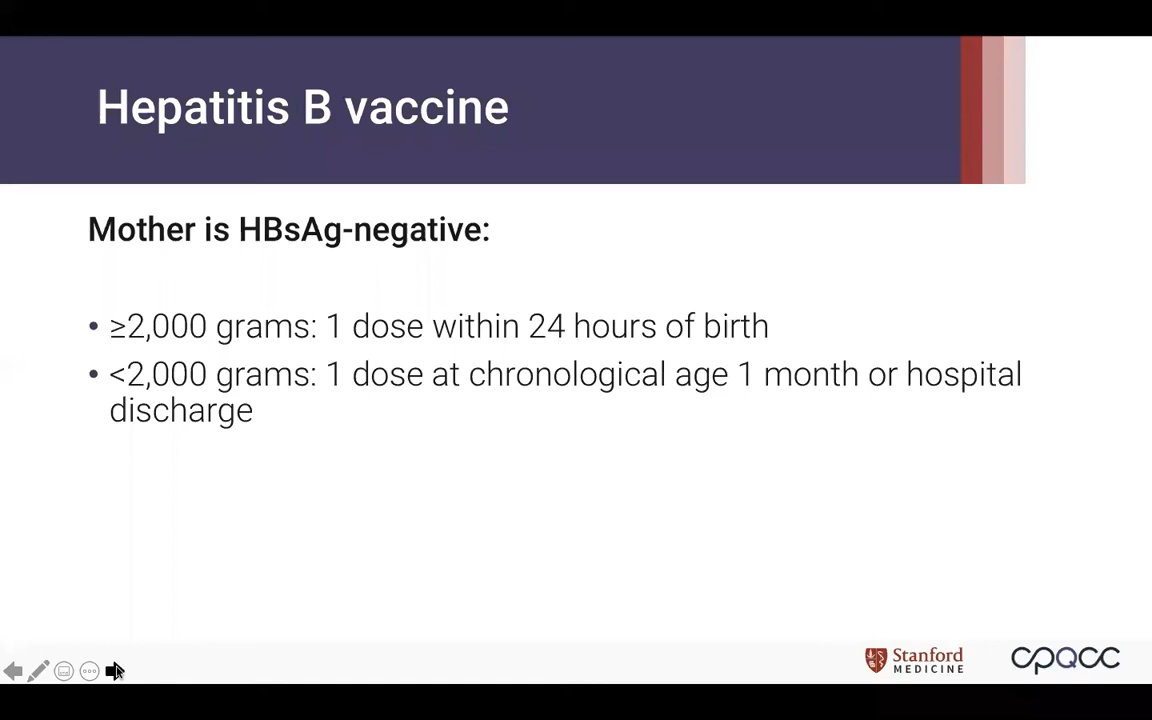 Hepatitis B vaccine
Mother is HBsAg-negative:
• ≥2,000 grams: 1 dose within 24 hours of birth
• <2,000 grams: 1 dose at chronological age 1 month or hospital
discharge
Stanford
MEDICINE
cpqcc